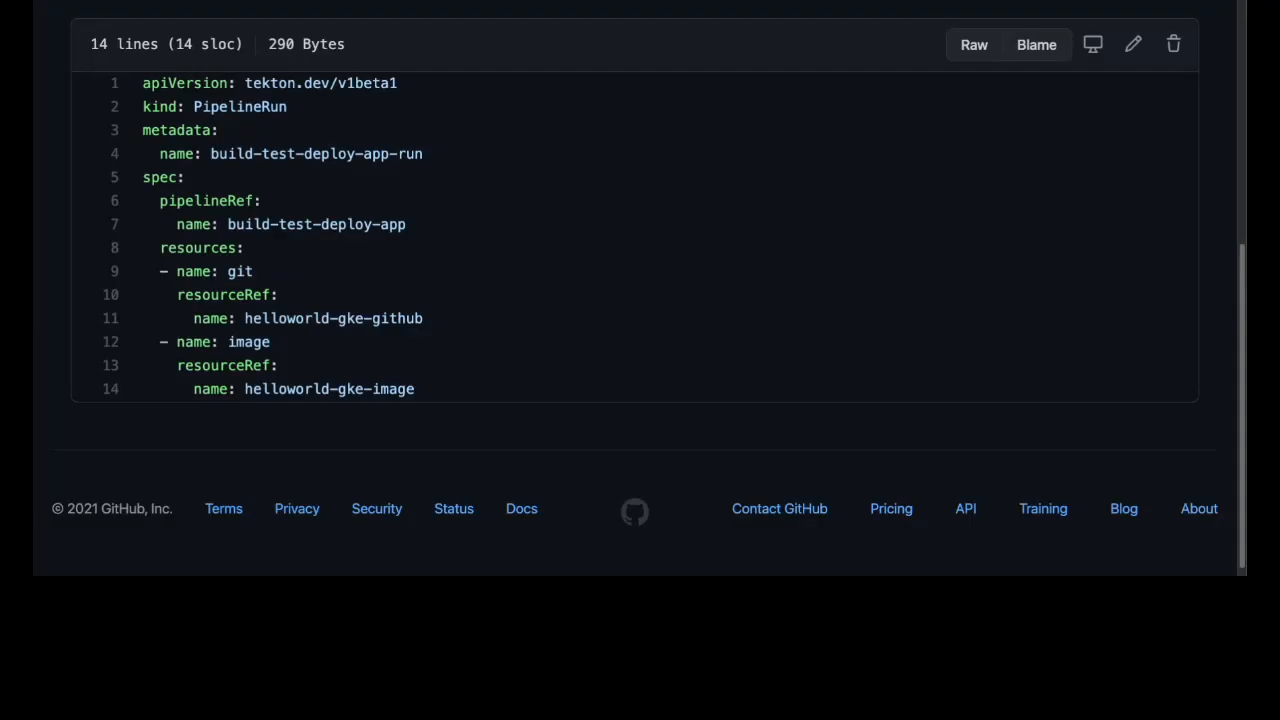 14 lines (14 sloc) 290 Bytes Raw Blame
1 apiVersion: tekton.dev/v1beta1
2 kind: PipelineRun
3 metadata:
4   name: build-test-deploy-app-run
5 spec:
6   pipelineRef:
7     name: build-test-deploy-app
8   resources:
9   - name: git
10     resourceRef:
11       name: helloworld-gke-github
12   - name: image
13     resourceRef:
14       name: helloworld-gke-image
© 2021 GitHub, Inc. Terms Privacy Security Status Docs Contact GitHub Pricing API Training Blog About